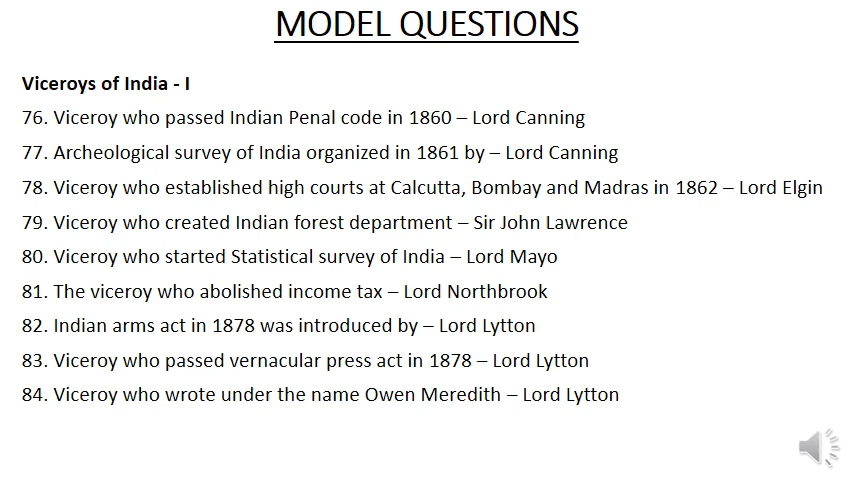 MODEL QUESTIONS
Viceroys of India - I
76. Viceroy who passed Indian Penal code in 1860 – Lord Canning
77. Archeological survey of India organized in 1861 by – Lord Canning
78. Viceroy who established high courts at Calcutta, Bombay and Madras in 1862 – Lord Elgin
79. Viceroy who created Indian forest department – Sir John Lawrence
80. Viceroy who started Statistical survey of India – Lord Mayo
81. The viceroy who abolished income tax – Lord Northbrook
82. Indian arms act in 1878 was introduced by – Lord Lytton
83. Viceroy who passed vernacular press act in 1878 – Lord Lytton
84. Viceroy who wrote under the name Owen Meredith – Lord Lytton